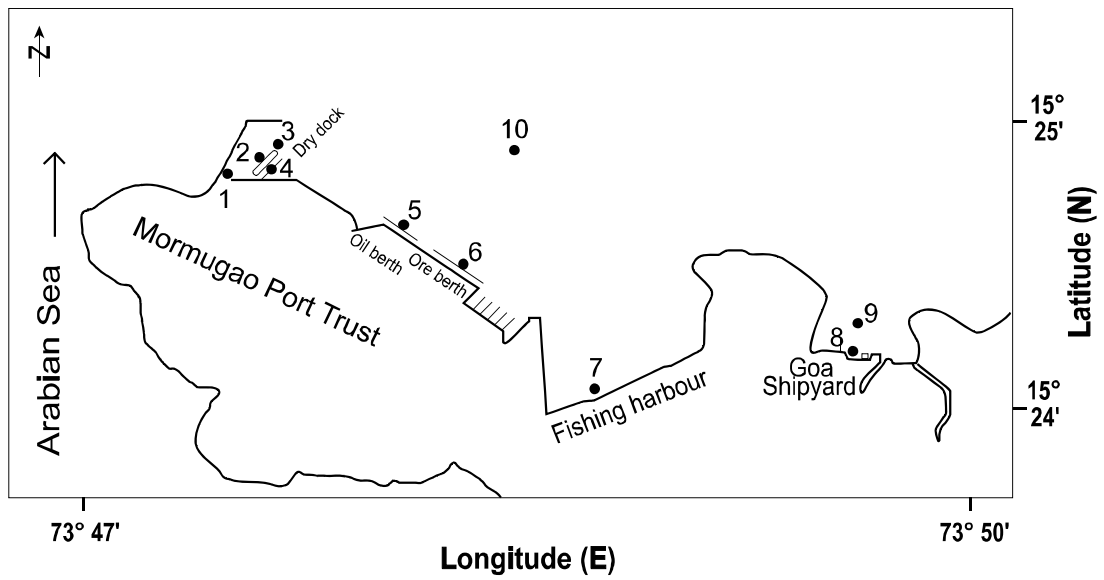 N
15°
25'
10
3
Dry dock
2
4
1
5
6
Oil berth
Ore berth
Mormugao Port Trust
Arabian Sea
Latitude (N)
9
8
7
Goa
Shipyard
Fishing harbour
15°
24'
73° 47'
73° 50'
Longitude (E)